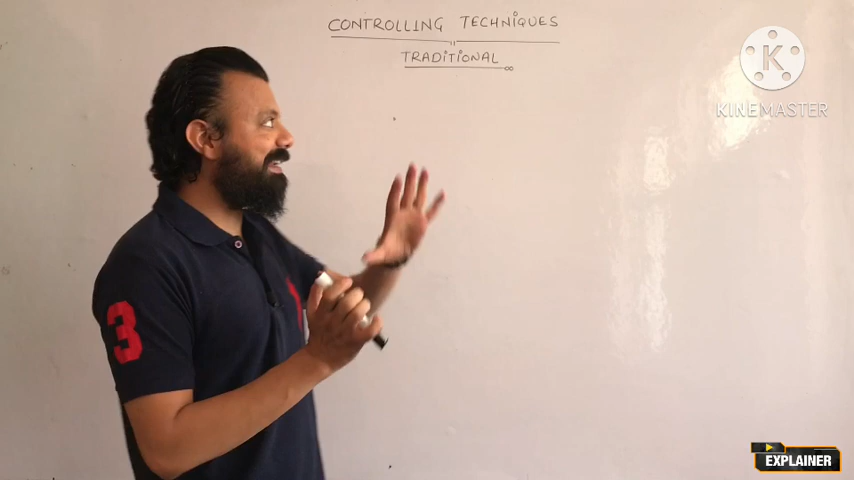 CONTROLLING TECHNIQUES
"
TRADITIONAL
K
KINEMASTER
3
EXPLAINER